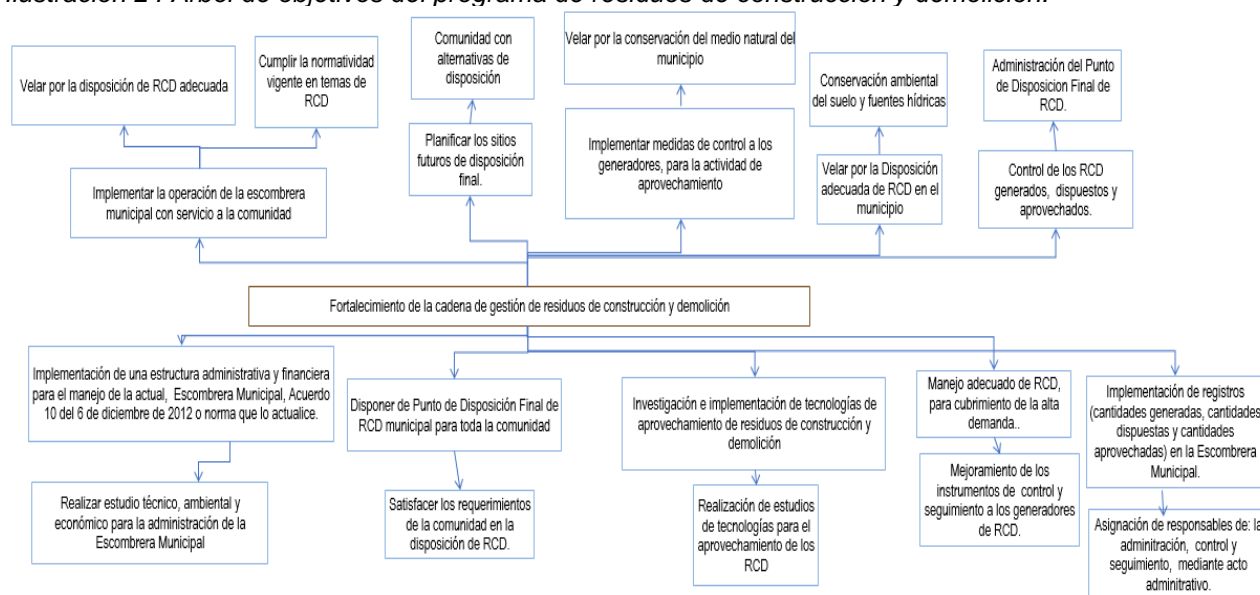 Ilustración 24 Árbol de objetivos del programa de residuos de construcción y demolición.
Velar por la disposición de RCD adecuada
Cumplir la normatividad
vigente en temas de
RCD
Comunidad con
alternativas de
disposición
Velar por la conservación del medio natural del
municipio
Conservación ambiental
del suelo y fuentes hídricas
Administración del Punto
de Disposicion Final de
RCD.
Implementar la operación de la escombrera
municipal con servicio a la comunidad
Planificar los sitios
futuros de disposición
final.
Implementar medidas de control a los
generadores, para la actividad de
aprovechamiento
Velar por la Disposición
adecuada de RCD en el
municipio
Control de los RCD
generados, dispuestos y
aprovechados.
Fortalecimiento de la cadena de gestión de residuos de construcción y demolición
Implementación de una estructura administrativa y financiera
para el manejo de la actual, Escombrera Municipal, Acuerdo
10 del 6 de diciembre de 2012 o norma que lo actualice.
Disponer de Punto de Disposición Final de
RCD municipal para toda la comunidad
Investigación e implementación de tecnologías de
aprovechamiento de residuos de construcción y
demolición
Manejo adecuado de RCD,
para cubrimiento de la alta
demanda..
Implementación de registros
(cantidades generadas, cantidades
dispuestas y cantidades
aprovechadas) en la Escombrera
Municipal.
Realizar estudio técnico, ambiental y
económico para la administración de la
Escombrera Municipal
Satisfacer los requerimientos
de la comunidad en la
disposición de RCD.
Realización de estudios
de tecnologías para el
aprovechamiento de los
RCD
Mejoramiento de los
instrumentos de control y
seguimiento a los generadores
de RCD.
Asignación de responsables de: la
adminitración, control y
seguimiento, mediante acto
adminitrativo.